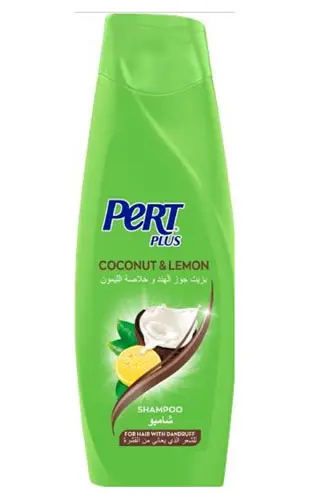 PERT
PLUS
COCONUT & LEMON
بزيت جوز الهند و خلاصة الليمون
SHAMPOO
شامبو
FOR HAIR WITH DANDRUFF
للشعر الذي يعاني من القشرة